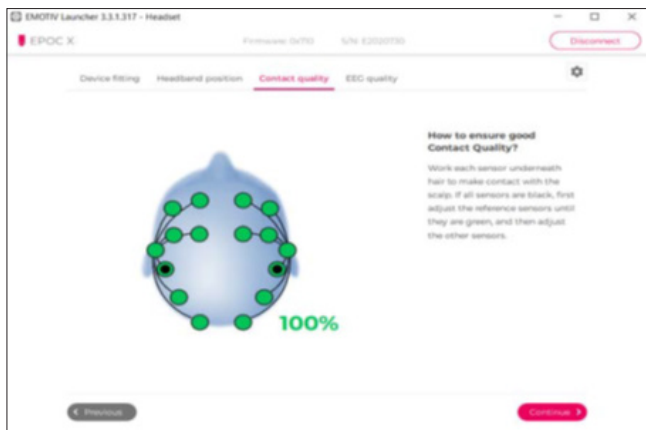 EMOTIV Launcher 3.3.1.317 - Headset
EPOC X
Firmware: 0x710
S/N: E2020730
Disconnect
Device fitting
Headband position
Contact quality
EEG quality
How to ensure good
Contact Quality?
Work each sensor underneath
hair to make contact with the
scalp. If all sensors are black, first
adjust the reference sensors until
they are green, and then adjust
the other sensors.
100%
Previous
Continue